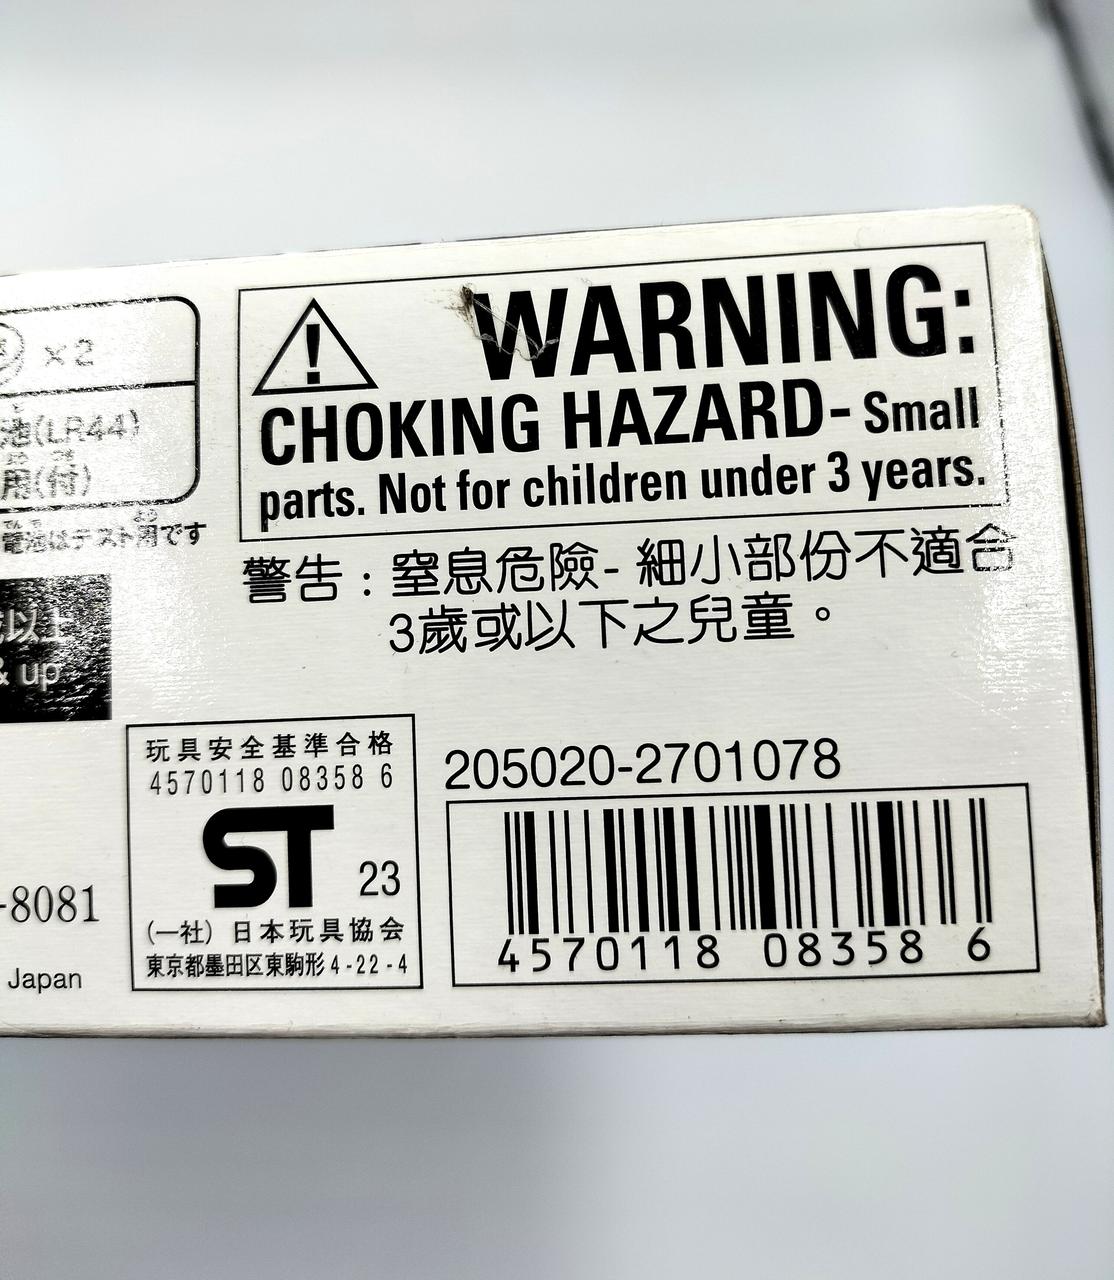 ×2
池(LR44)
用(付)
でんち
電池はテスト用です
以上
& up
WARNING:
CHOKING HAZARD- Small
parts. Not for children under 3 years.
警告：窒息危險- 細小部份不適合
3歲或以下之兒童。
玩具安全基準合格
4570118 08358 6
ST 23
(一社) 日本玩具協会
東京都墨田区東駒形4-22-4
-8081
Japan
205020-2701078
4570118 08358 6